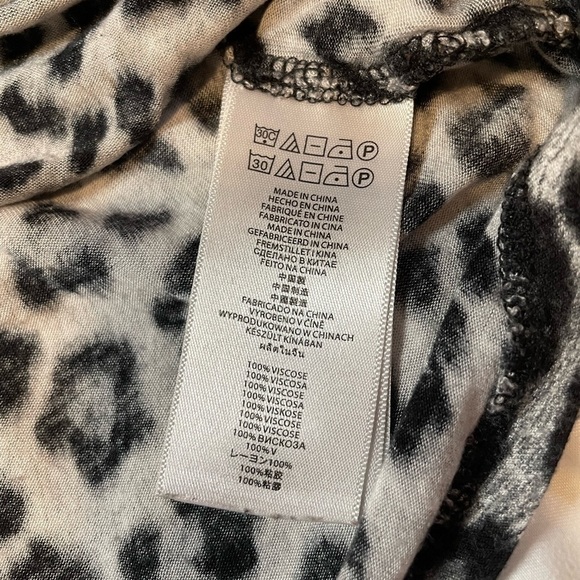 30C P
30 P
MADE IN CHINA
HECHO EN CHINA
FABRIQUÉ EN CHINE
FABBRICATO IN CINA
MADE IN CHINA
GEFABRICEERD IN CHINA
FREMSTILLET I KINA
СДЕЛАНО В КИТАЕ
FEITO NA CHINA
中国製
中国制造
中國製造
FABRICADO NA CHINA
VYROBENO V ČÍNĚ
WYPRODUKOWANO W CHINACH
KÉSZÜLT KÍNÁBAN
ผลิตในจีน
100% VISCOSE
100% VISCOSA
100% VISCOSE
100% VISCOSA
100% VISKOSE
100% VISCOSE
100% VISCOSE
100% ВИСКОЗА
100% V
レーヨン100%
100%粘胶
100%粘膠